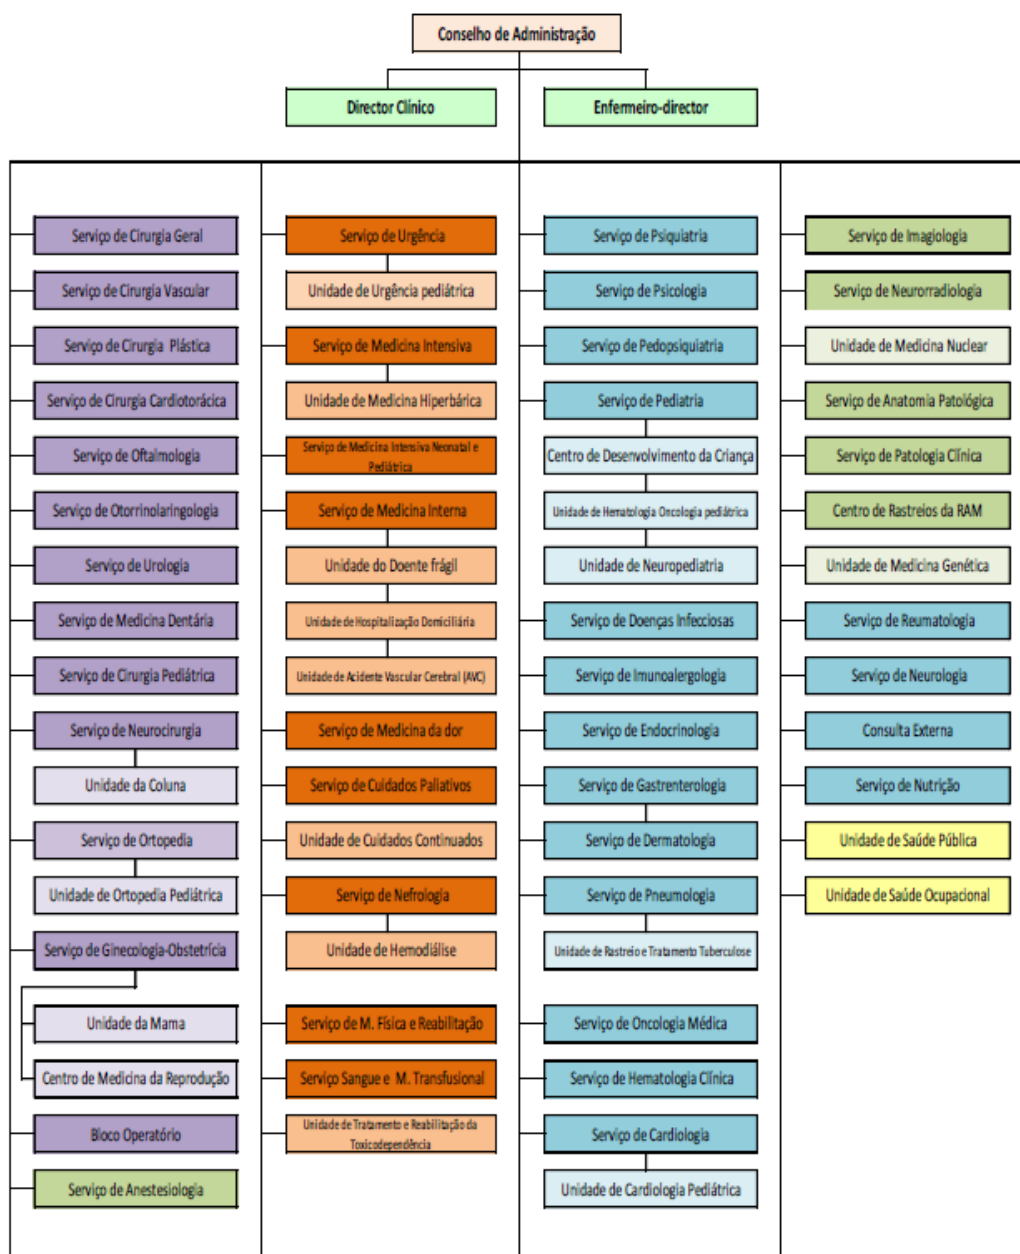 Conselho de Administração
Director Clínico
Enfermeiro-director
Serviço de Cirurgia Geral
Serviço de Cirurgia Vascular
Serviço de Cirurgia Plástica
Serviço de Cirurgia Cardiotorácica
Serviço de Oftalmologia
Serviço de Otorrinolaringologia
Serviço de Urologia
Serviço de Medicina Dentária
Serviço de Cirurgia Pediátrica
Serviço de Neurocirurgia
Unidade da Coluna
Serviço de Ortopedia
Unidade de Ortopedia Pediátrica
Serviço de Ginecologia-Obstetrícia
Unidade da Mama
Centro de Medicina da Reprodução
Bloco Operatório
Serviço de Anestesiologia
Serviço de Urgência
Unidade de Urgência pediátrica
Serviço de Medicina Intensiva
Unidade de Medicina Hiperbárica
Serviço de Medicina Intensiva Neonatal e
Pediátrica
Serviço de Medicina Interna
Unidade do Doente frágil
Unidade de Hospitalização Domiciliária
Unidade de Acidente Vascular Cerebral (AVC)
Serviço de Medicina da dor
Serviço de Cuidados Paliativos
Unidade de Cuidados Continuados
Serviço de Nefrologia
Unidade de Hemodiálise
Serviço de M. Física e Reabilitação
Serviço Sangue e M. Transfusional
Unidade de Tratamento e Reabilitação da
Toxicodependência
Serviço de Psiquiatria
Serviço de Psicologia
Serviço de Pedopsiquiatria
Serviço de Pediatria
Centro de Desenvolvimento da Criança
Unidade de Hematologia Oncologia pediátrica
Unidade de Neuropediatria
Serviço de Doenças Infecciosas
Serviço de Imunoalergologia
Serviço de Endocrinologia
Serviço de Gastrenterologia
Serviço de Dermatologia
Serviço de Pneumologia
Unidade de Rastreio e Tratamento Tuberculose
Serviço de Oncologia Médica
Serviço de Hematologia Clínica
Serviço de Cardiologia
Unidade de Cardiologia Pediátrica
Serviço de Imagiologia
Serviço de Neurorradiologia
Unidade de Medicina Nuclear
Serviço de Anatomia Patológica
Serviço de Patologia Clínica
Centro de Rastreios da RAM
Unidade de Medicina Genética
Serviço de Reumatologia
Serviço de Neurologia
Consulta Externa
Serviço de Nutrição
Unidade de Saúde Pública
Unidade de Saúde Ocupacional